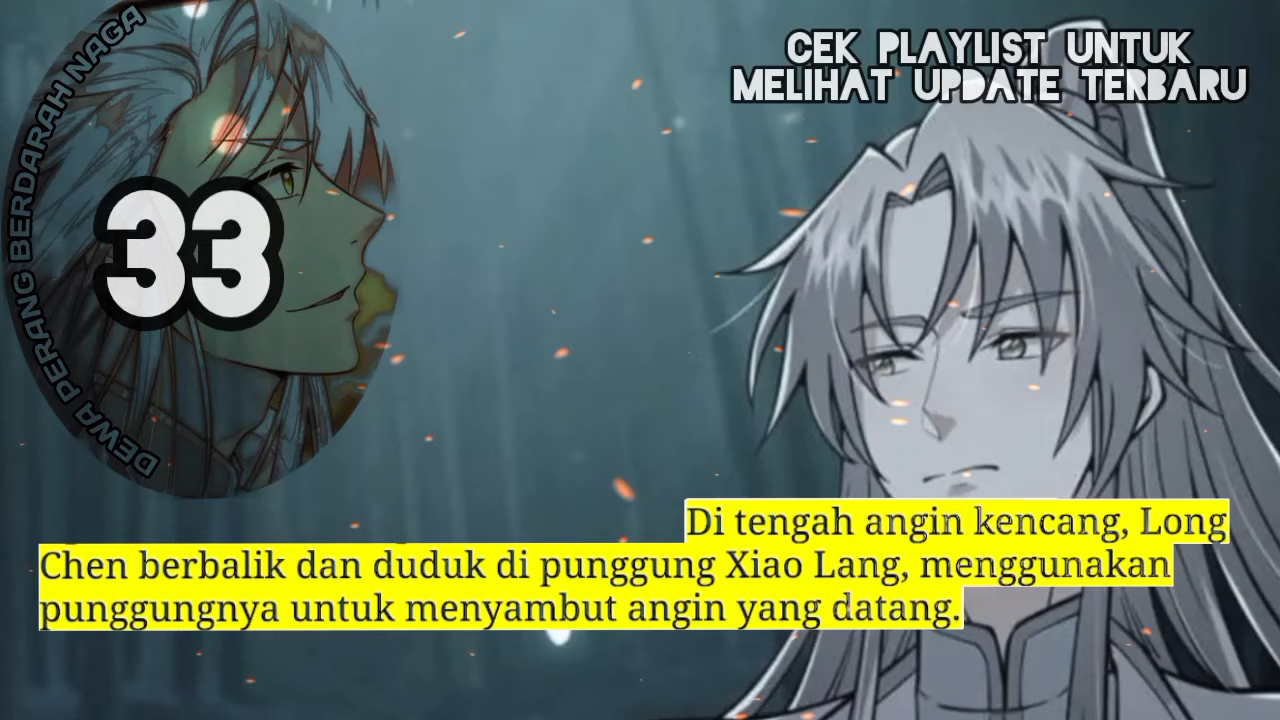 CEK PLAYLIST UNTUK
MELIHAT UPDATE TERBARU
DEWA PERANG BERDARAH NAGA
33
Di tengah angin kencang, Long
Chen berbalik dan duduk di punggung Xiao Lang, menggunakan
punggungnya untuk menyambut angin yang datang.